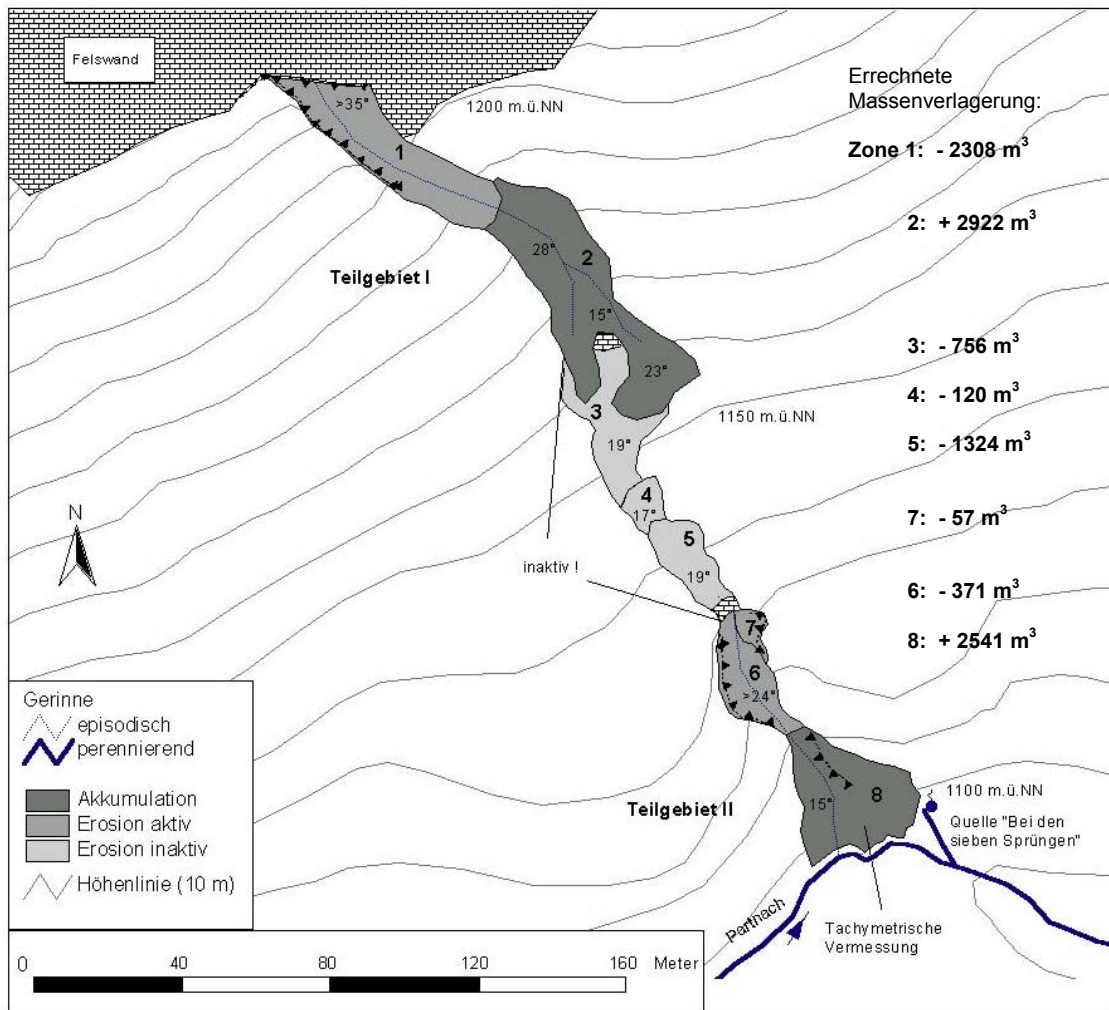 Felswand
>35°
1
1200 m.ü.NN
Errechnete
Massenverlagerung:
Zone 1: - 2308 m³
2: + 2922 m³
28°
2
Teilgebiet I
15°
3: - 756 m³
23°
4: - 120 m³
3
1150 m.ü.NN
19°
5: - 1324 m³
4
17°
N
5
7: - 57 m³
inaktiv !
19°
6: - 371 m³
7
8: + 2541 m³
6
>24°
Gerinne
episodisch
perennierend
Akkumulation
Erosion aktiv
Erosion inaktiv
Höhenlinie (10 m)
8
15°
Teilgebiet II
1100 m.ü.NN
Quelle "Bei den
sieben Sprüngen"
Parthach
Tachymetrische
Vermessung
0 40 80 120 160 Meter